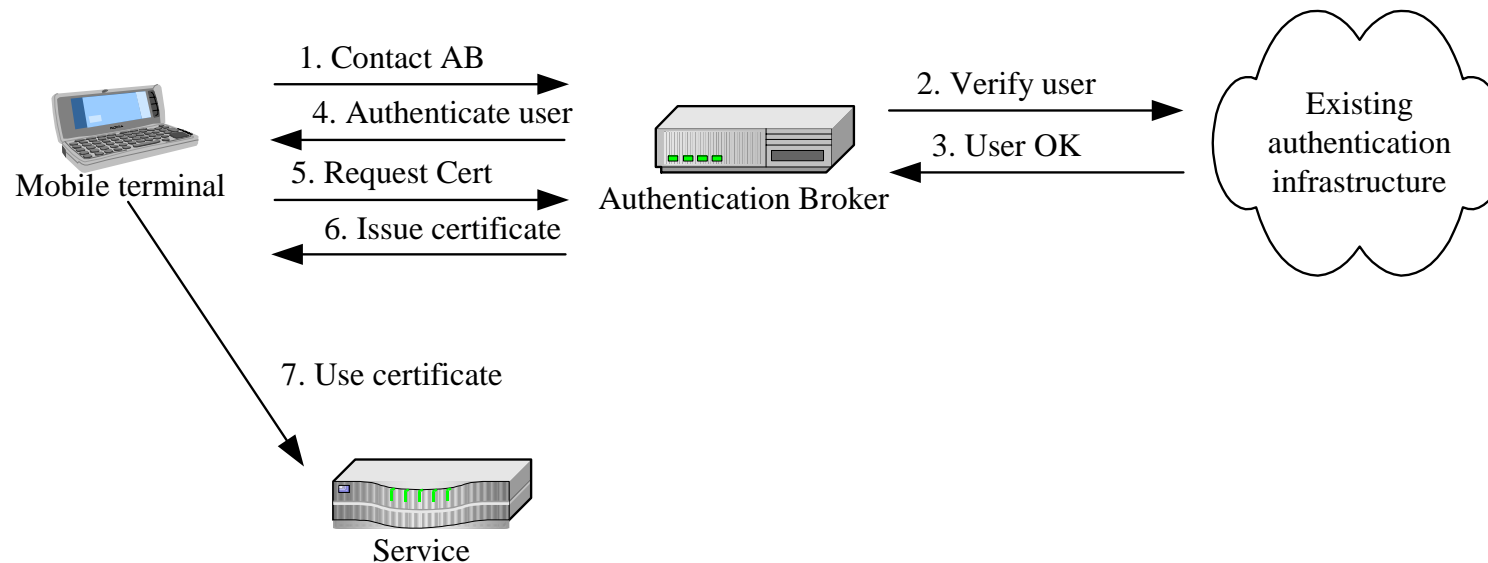 1. Contact AB
4. Authenticate user
5. Request Cert
6. Issue certificate
Mobile terminal
2. Verify user
3. User OK
Authentication Broker
Existing
authentication
infrastructure
7. Use certificate
Service